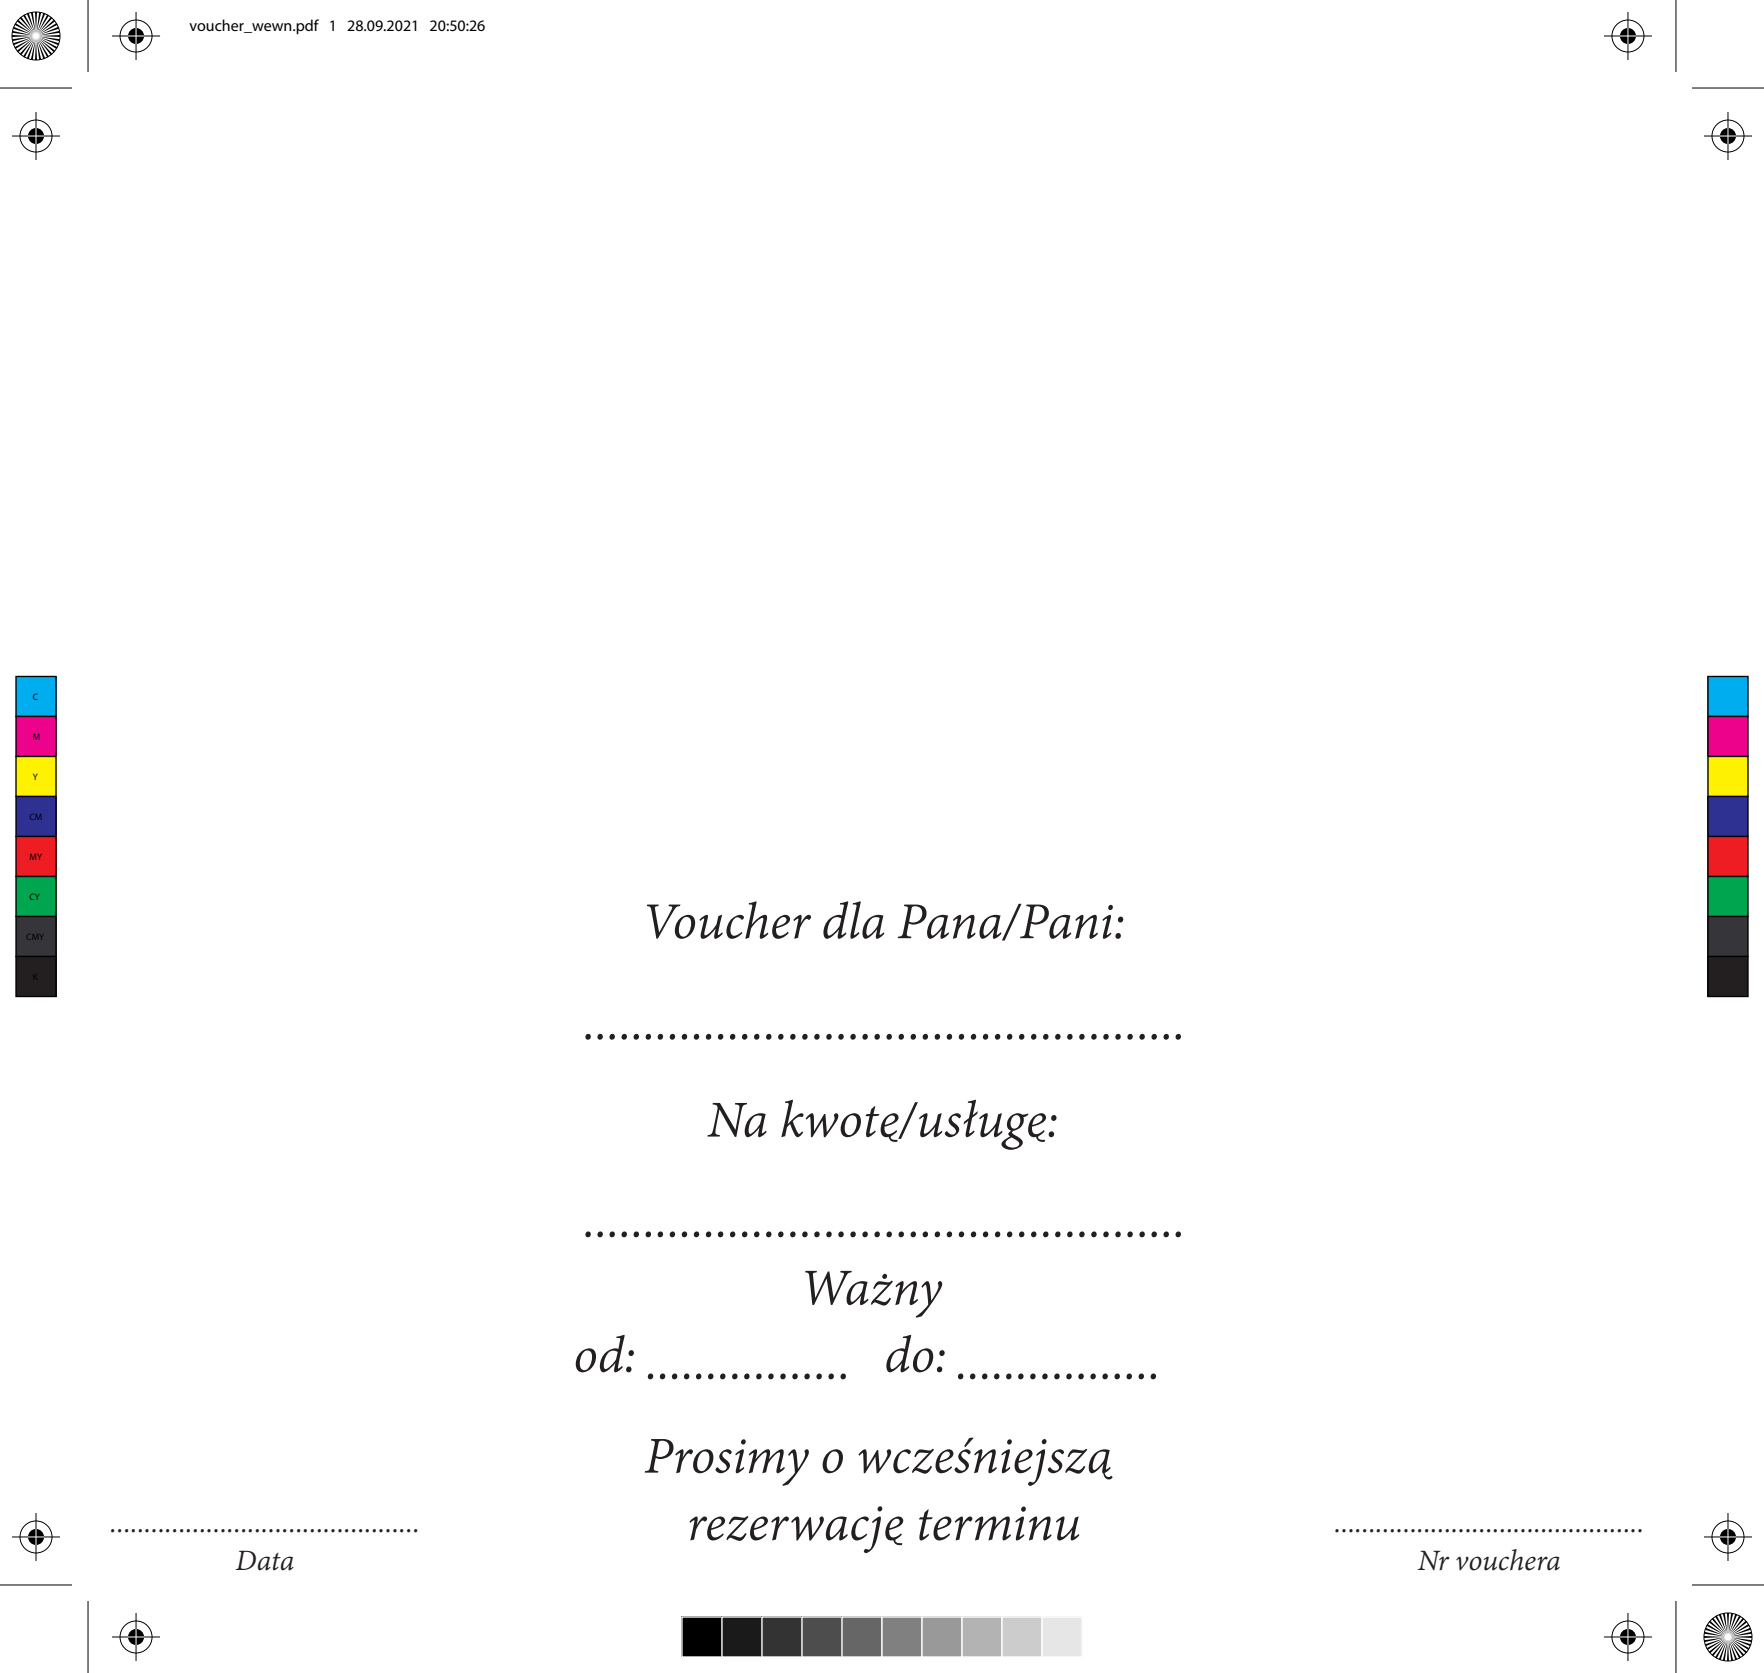 voucher_wewn.pdf 1 28.09.2021 20:50:26
C
M
Y
CM
MY
CY
CMY
K
Voucher dla Pana/Pani:
..................................................
Na kwotę/usługę:
..................................................
Ważny
od: ................. do: .................
Prosimy o wcześniejszą
rezerwację terminu
.............................................
Data
.............................................
Nr vouchera